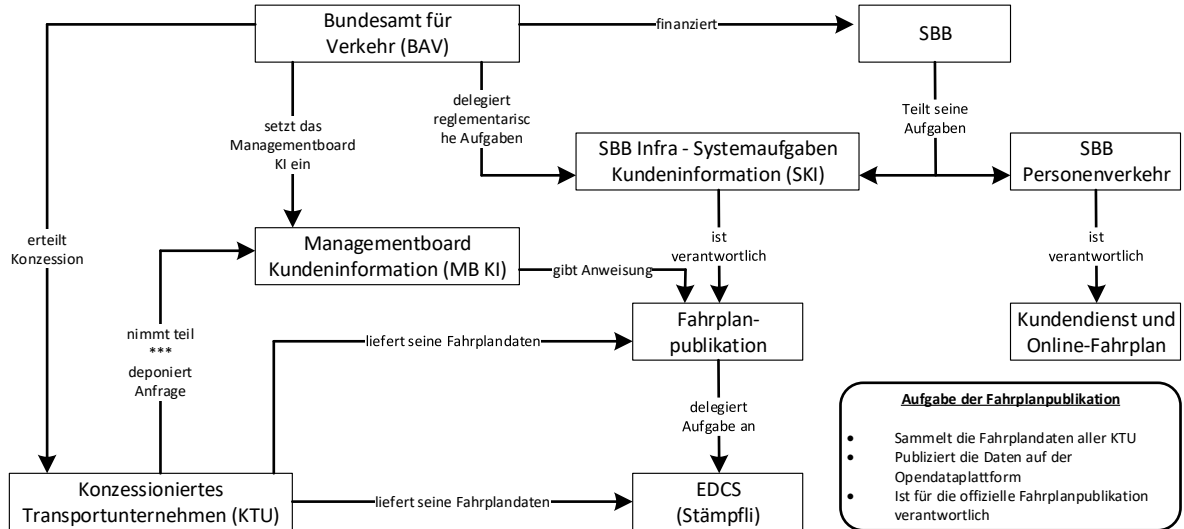 Bundesamt für
Verkehr (BAV)
finanziert
SBB
delegiert
reglementarisc
he Aufgaben
Teilt seine
Aufgaben
setzt das
Managementboard
KI ein
SBB Infra - Systemaufgaben
Kundeninformation (SKI)
SBB
Personenverkehr
erteilt
Konzession
Managementboard
Kundeninformation (MB KI)
ist
verantwortlich
ist
verantwortlich
gibt Anweisung
nimmt teil
***
deponiert
Anfrage
liefert seine Fahrplandaten
Fahrplan-
publikation
Kundendienst und
Online-Fahrplan
delegiert
Aufgabe an
Aufgabe der Fahrplanpublikation
• Sammelt die Fahrplandaten aller KTU
• Publiziert die Daten auf der
Opendataplattform
• Ist für die offizielle Fahrplanpublikation
verantwortlich
Konzessioniertes
Transportunternehmen (KTU)
liefert seine Fahrplandaten
EDCS
(Stämpfli)